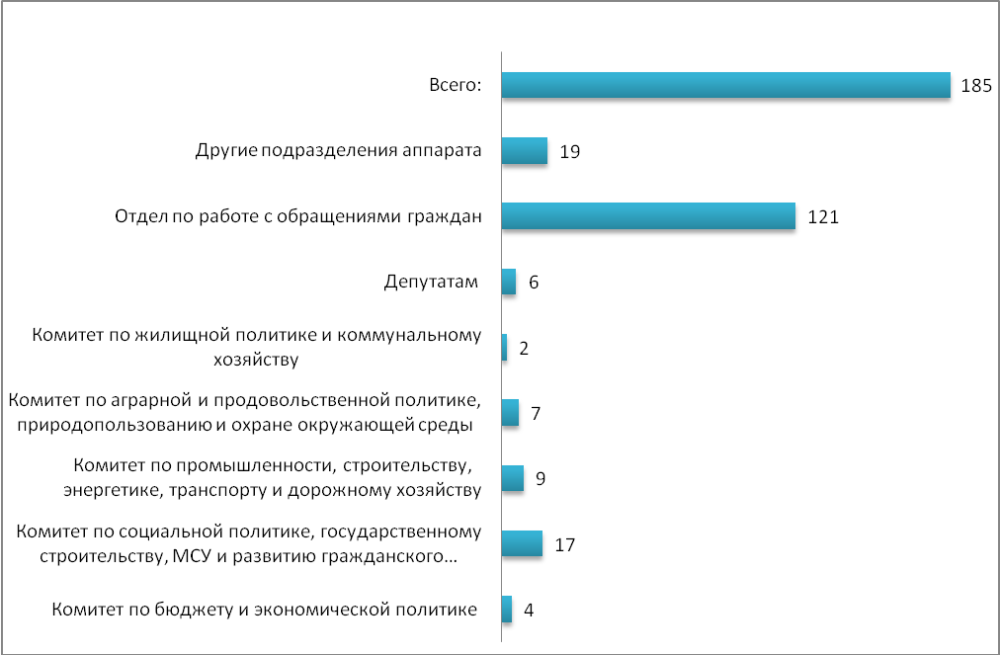 Всего:
185
Другие подразделения аппарата
19
Отдел по работе с обращениями граждан
121
Депутатам
6
Комитет по жилищной политике и коммунальному
хозяйству
2
Комитет по аграрной и продовольственной политике,
природопользованию и охране окружающей среды
7
Комитет по промышленности, строительству,
энергетике, транспорту и дорожному хозяйству
9
Комитет по социальной политике, государственному
строительству, МСУ и развитию гражданского...
17
Комитет по бюджету и экономической политике
4